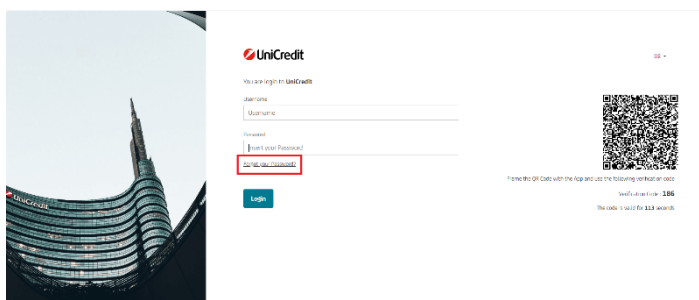 UniCredit
You are login to UniCredit
Username
Username
Password
Insert your Password
Forgot your Password?
Login
Frame the QR Code with the App and use the following verification code
Verification Code : 186
The code is valid for 113 seconds
UniCredit